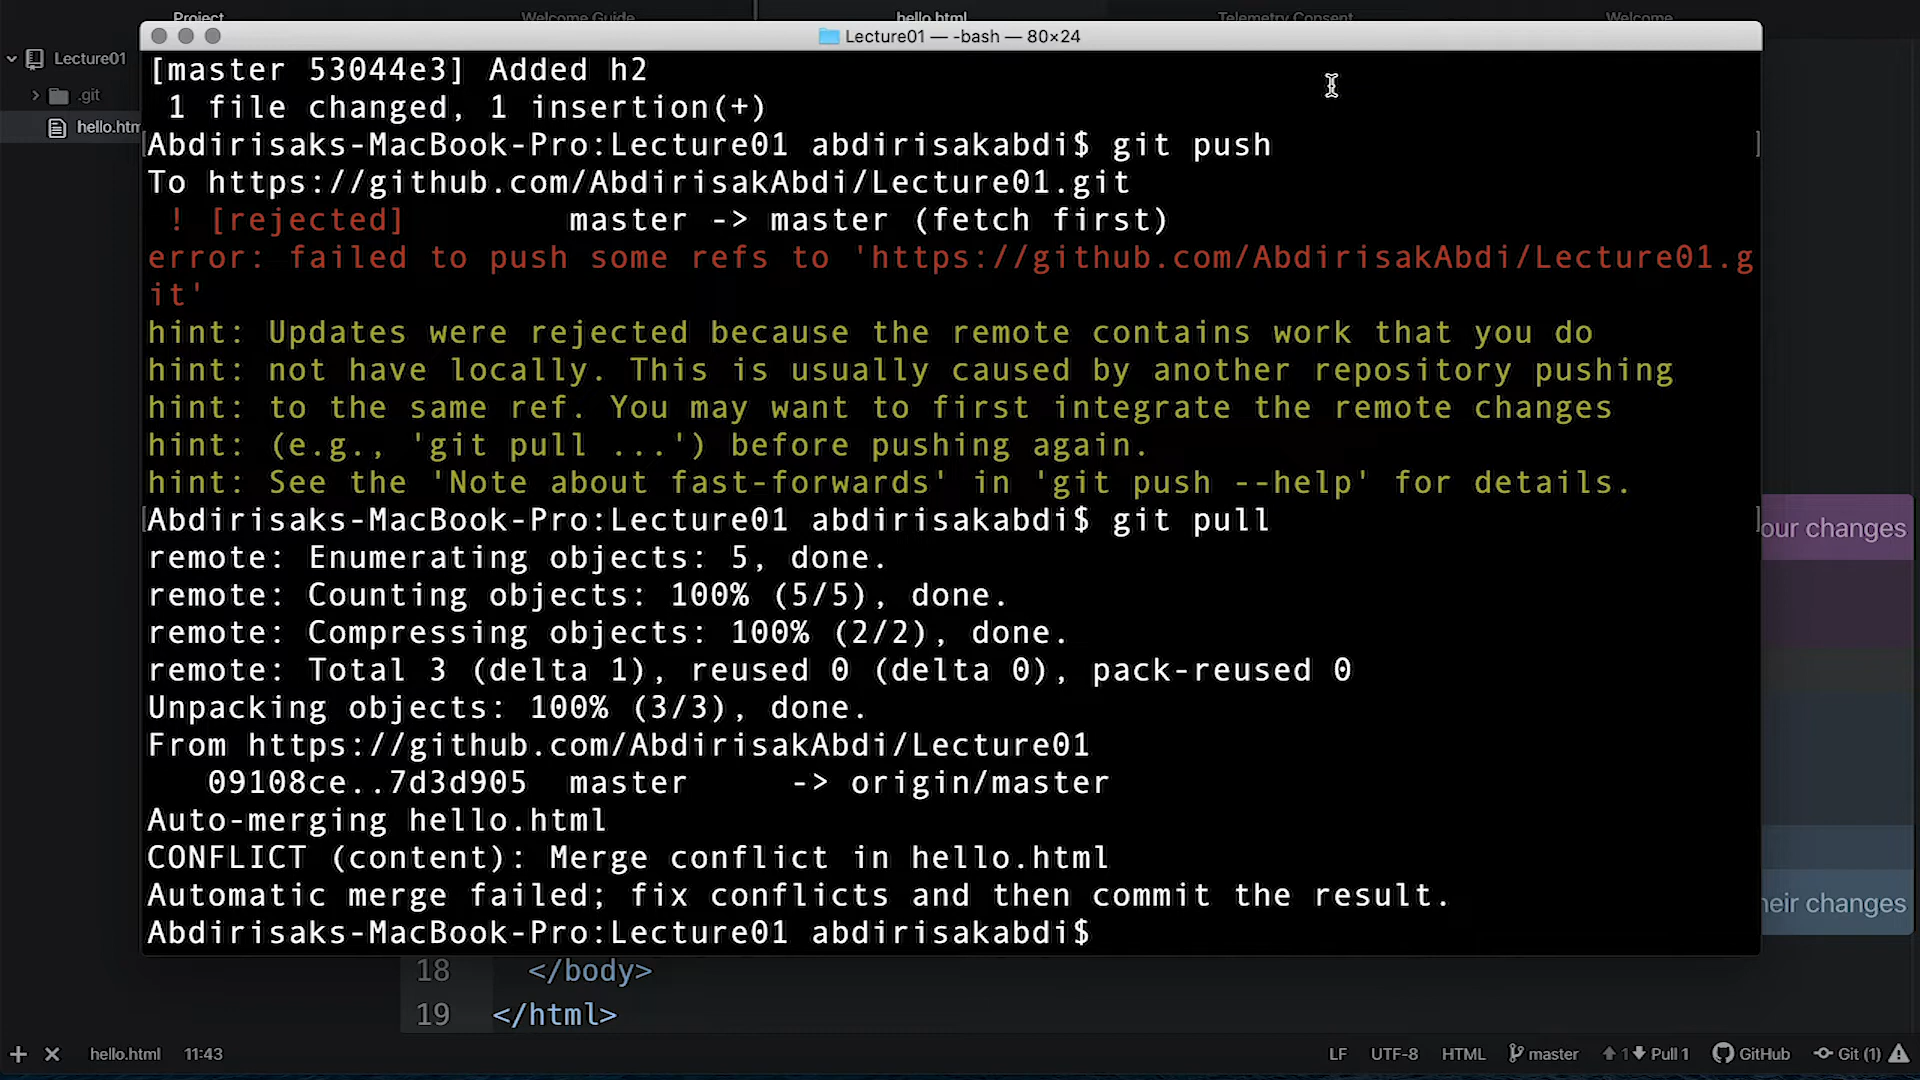 Project Welcome Guide hello.html Telemetry Consent Welcome
Lecture01 — -bash — 80×24
Lecture01
.git
hello.htm
[master 53044e3] Added h2
1 file changed, 1 insertion(+)
Abdirisaks-MacBook-Pro:Lecture01 abdirisakabdi$ git push
To https://github.com/AbdirisakAbdi/Lecture01.git
! [rejected] master -> master (fetch first)
error: failed to push some refs to 'https://github.com/AbdirisakAbdi/Lecture01.g
it'
hint: Updates were rejected because the remote contains work that you do
hint: not have locally. This is usually caused by another repository pushing
hint: to the same ref. You may want to first integrate the remote changes
hint: (e.g., 'git pull ...') before pushing again.
hint: See the 'Note about fast-forwards' in 'git push --help' for details.
Abdirisaks-MacBook-Pro:Lecture01 abdirisakabdi$ git pull
our changes
remote: Enumerating objects: 5, done.
remote: Counting objects: 100% (5/5), done.
remote: Compressing objects: 100% (2/2), done.
remote: Total 3 (delta 1), reused 0 (delta 0), pack-reused 0
Unpacking objects: 100% (3/3), done.
From https://github.com/AbdirisakAbdi/Lecture01
09108ce..7d3d905 master -> origin/master
Auto-merging hello.html
CONFLICT (content): Merge conflict in hello.html
Automatic merge failed; fix conflicts and then commit the result.
heir changes
Abdirisaks-MacBook-Pro:Lecture01 abdirisakabdi$
18 </body>
19 </html>
hello.html 11:43 LF UTF-8 HTML master 1 Pull 1 GitHub Git (1)